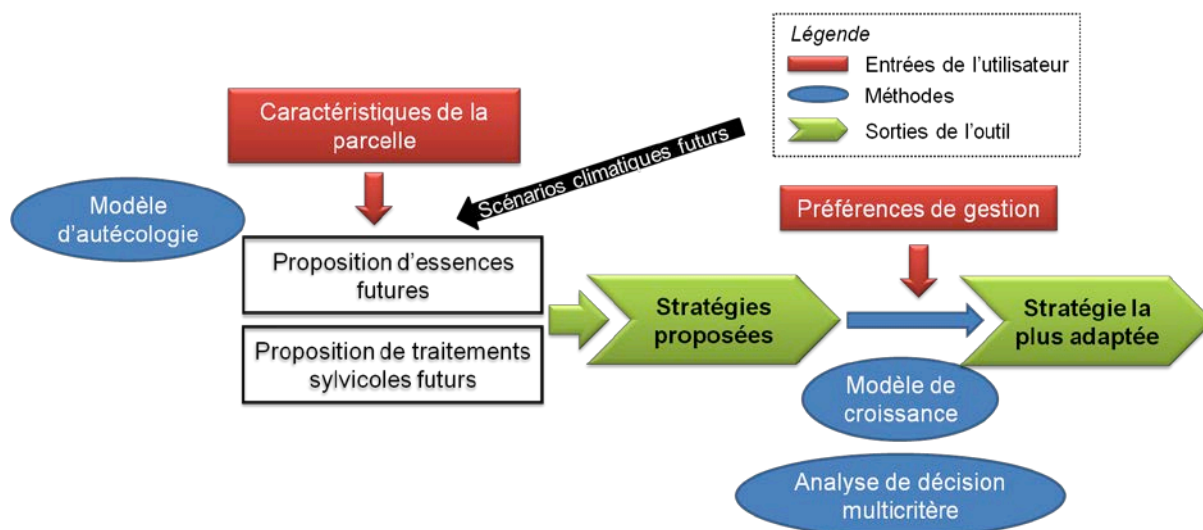 Légende
Entrées de l'utilisateur
Méthodes
Sorties de l'outil
Caractéristiques de la
parcelle
Scénarios climatiques futurs
Modèle
d'autécologie
Préférences de gestion
Proposition d'essences
futures
Proposition de traitements
sylvicoles futurs
Stratégies
proposées
Stratégie la
plus adaptée
Modèle de
croissance
Analyse de décision
multicritère